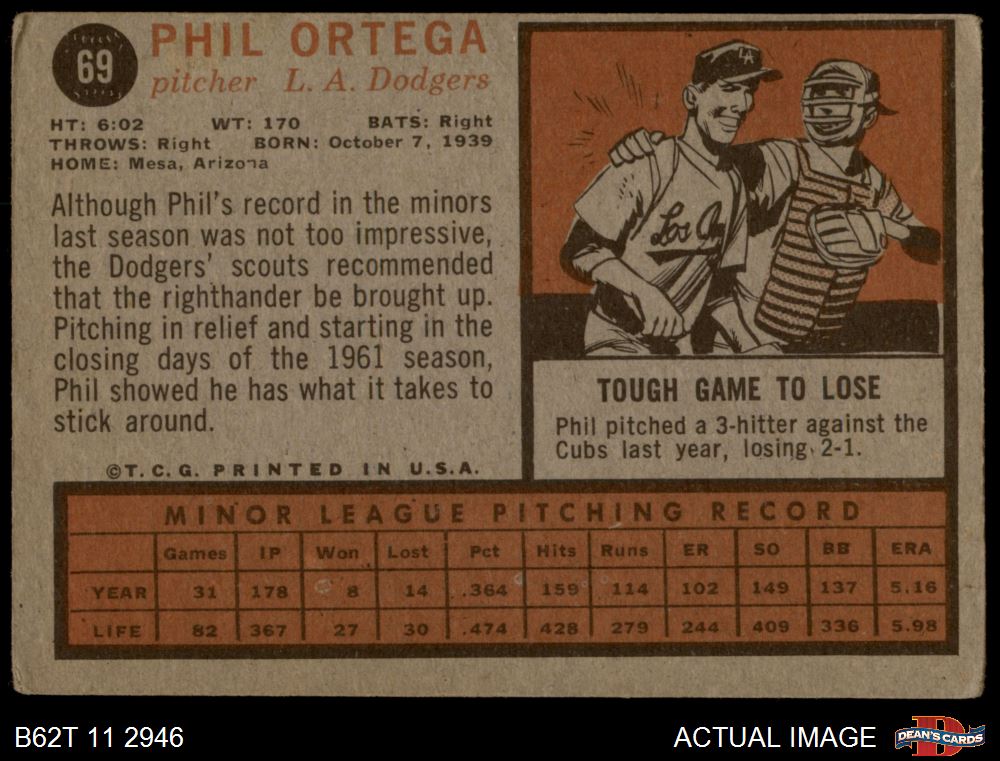 69
PHIL ORTEGA
pitcher L. A. Dodgers
HT: 6:02 WT: 170 BATS: Right
THROWS: Right BORN: October 7, 1939
HOME: Mesa, Arizona
Although Phil's record in the minors
last season was not too impressive,
the Dodgers' scouts recommended
that the righthander be brought up.
Pitching in relief and starting in the
closing days of the 1961 season,
Phil showed he has what it takes to
stick around.
©T.C.G. PRINTED IN U.S.A.
LA
Los An
TOUGH GAME TO LOSE
Phil pitched a 3-hitter against the
Cubs last year, losing 2-1.
MINOR LEAGUE PITCHING RECORD
Games IP Won Lost Pct Hits Runs ER SO BB ERA
YEAR 31 178 8 14 .364 159 114 102 149 137 5.16
LIFE 82 367 27 30 .474 428 279 244 409 336 5.98
B62T 11 2946
ACTUAL IMAGE
DEAN'S CARDS